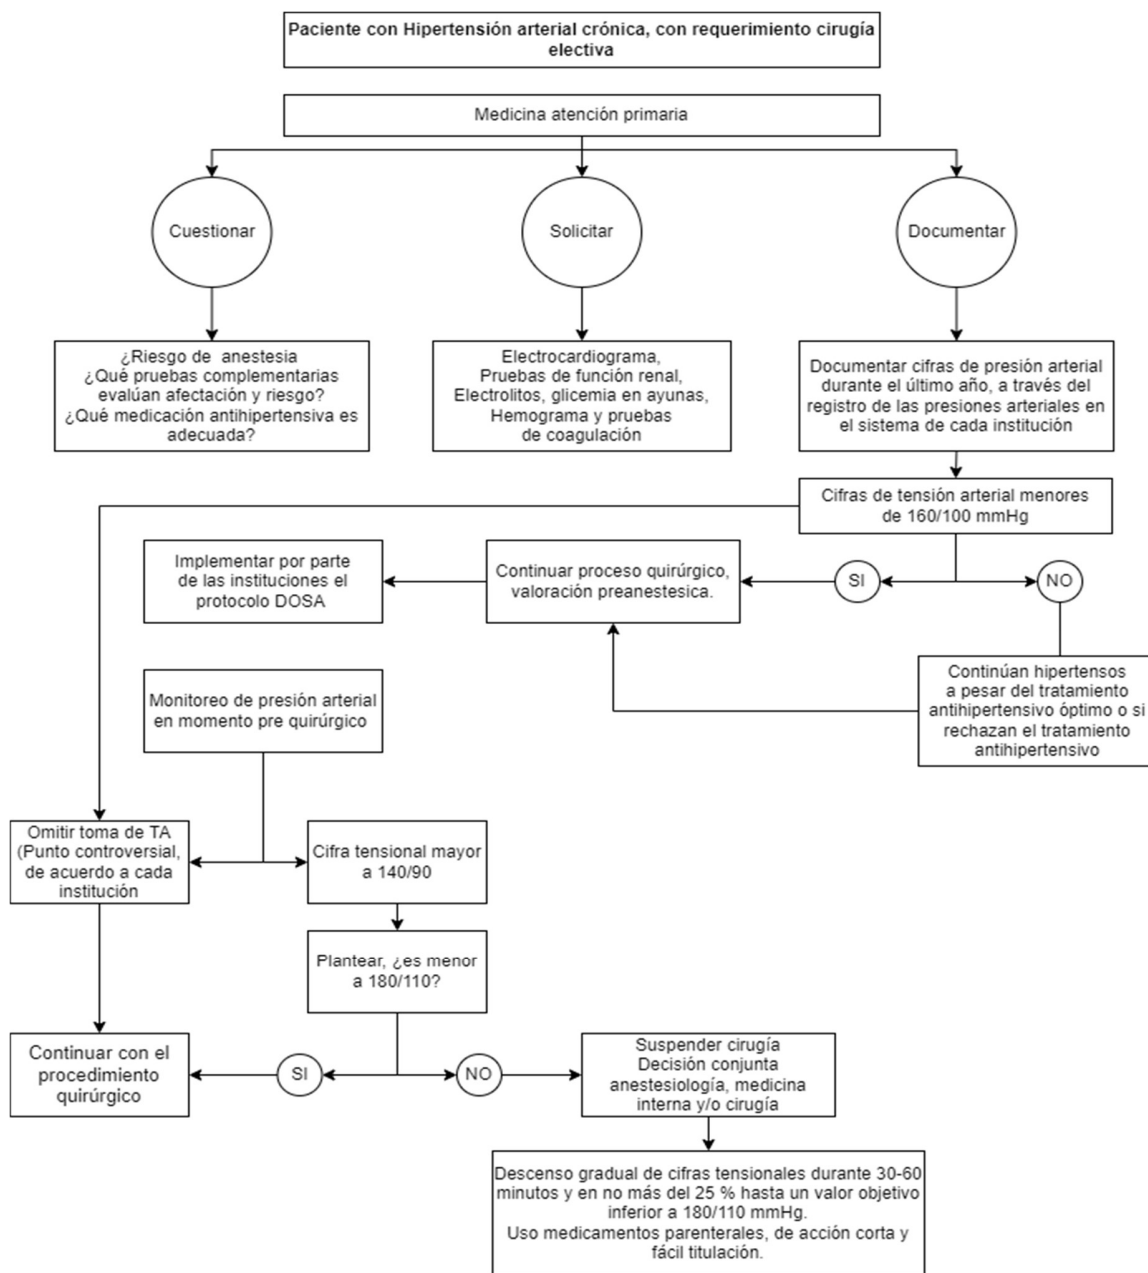 Paciente con Hipertensión arterial crónica, con requerimiento cirugía
electiva
Medicina atención primaria
Cuestionar
Solicitar
Documentar
¿Riesgo de anestesia
¿Qué pruebas complementarias
evalúan afectación y riesgo?
¿Qué medicación antihipertensiva es
adecuada?
Electrocardiograma,
Pruebas de función renal,
Electrolitos, glicemia en ayunas,
Hemograma y pruebas
de coagulación
Documentar cifras de presión arterial
durante el último año, a través del
registro de las presiones arteriales en
el sistema de cada institución
Cifras de tensión arterial menores
de 160/100 mmHg
SI
NO
Continuar proceso quirúrgico,
valoración preanestesica.
Implementar por parte
de las instituciones el
protocolo DOSA
Continúan hipertensos
a pesar del tratamiento
antihipertensivo óptimo o si
rechazan el tratamiento
antihipertensivo
Monitoreo de presión arterial
en momento pre quirúrgico
Omitir toma de TA
(Punto controversial,
de acuerdo a cada
institución
Cifra tensional mayor
a 140/90
Plantear, ¿es menor
a 180/110?
SI
NO
Continuar con el
procedimiento
quirúrgico
Suspender cirugía
Decisión conjunta
anestesiología, medicina
interna y/o cirugía
Descenso gradual de cifras tensionales durante 30-60
minutos y en no más del 25 % hasta un valor objetivo
inferior a 180/110 mmHg.
Uso medicamentos parenterales, de acción corta y
fácil titulación.